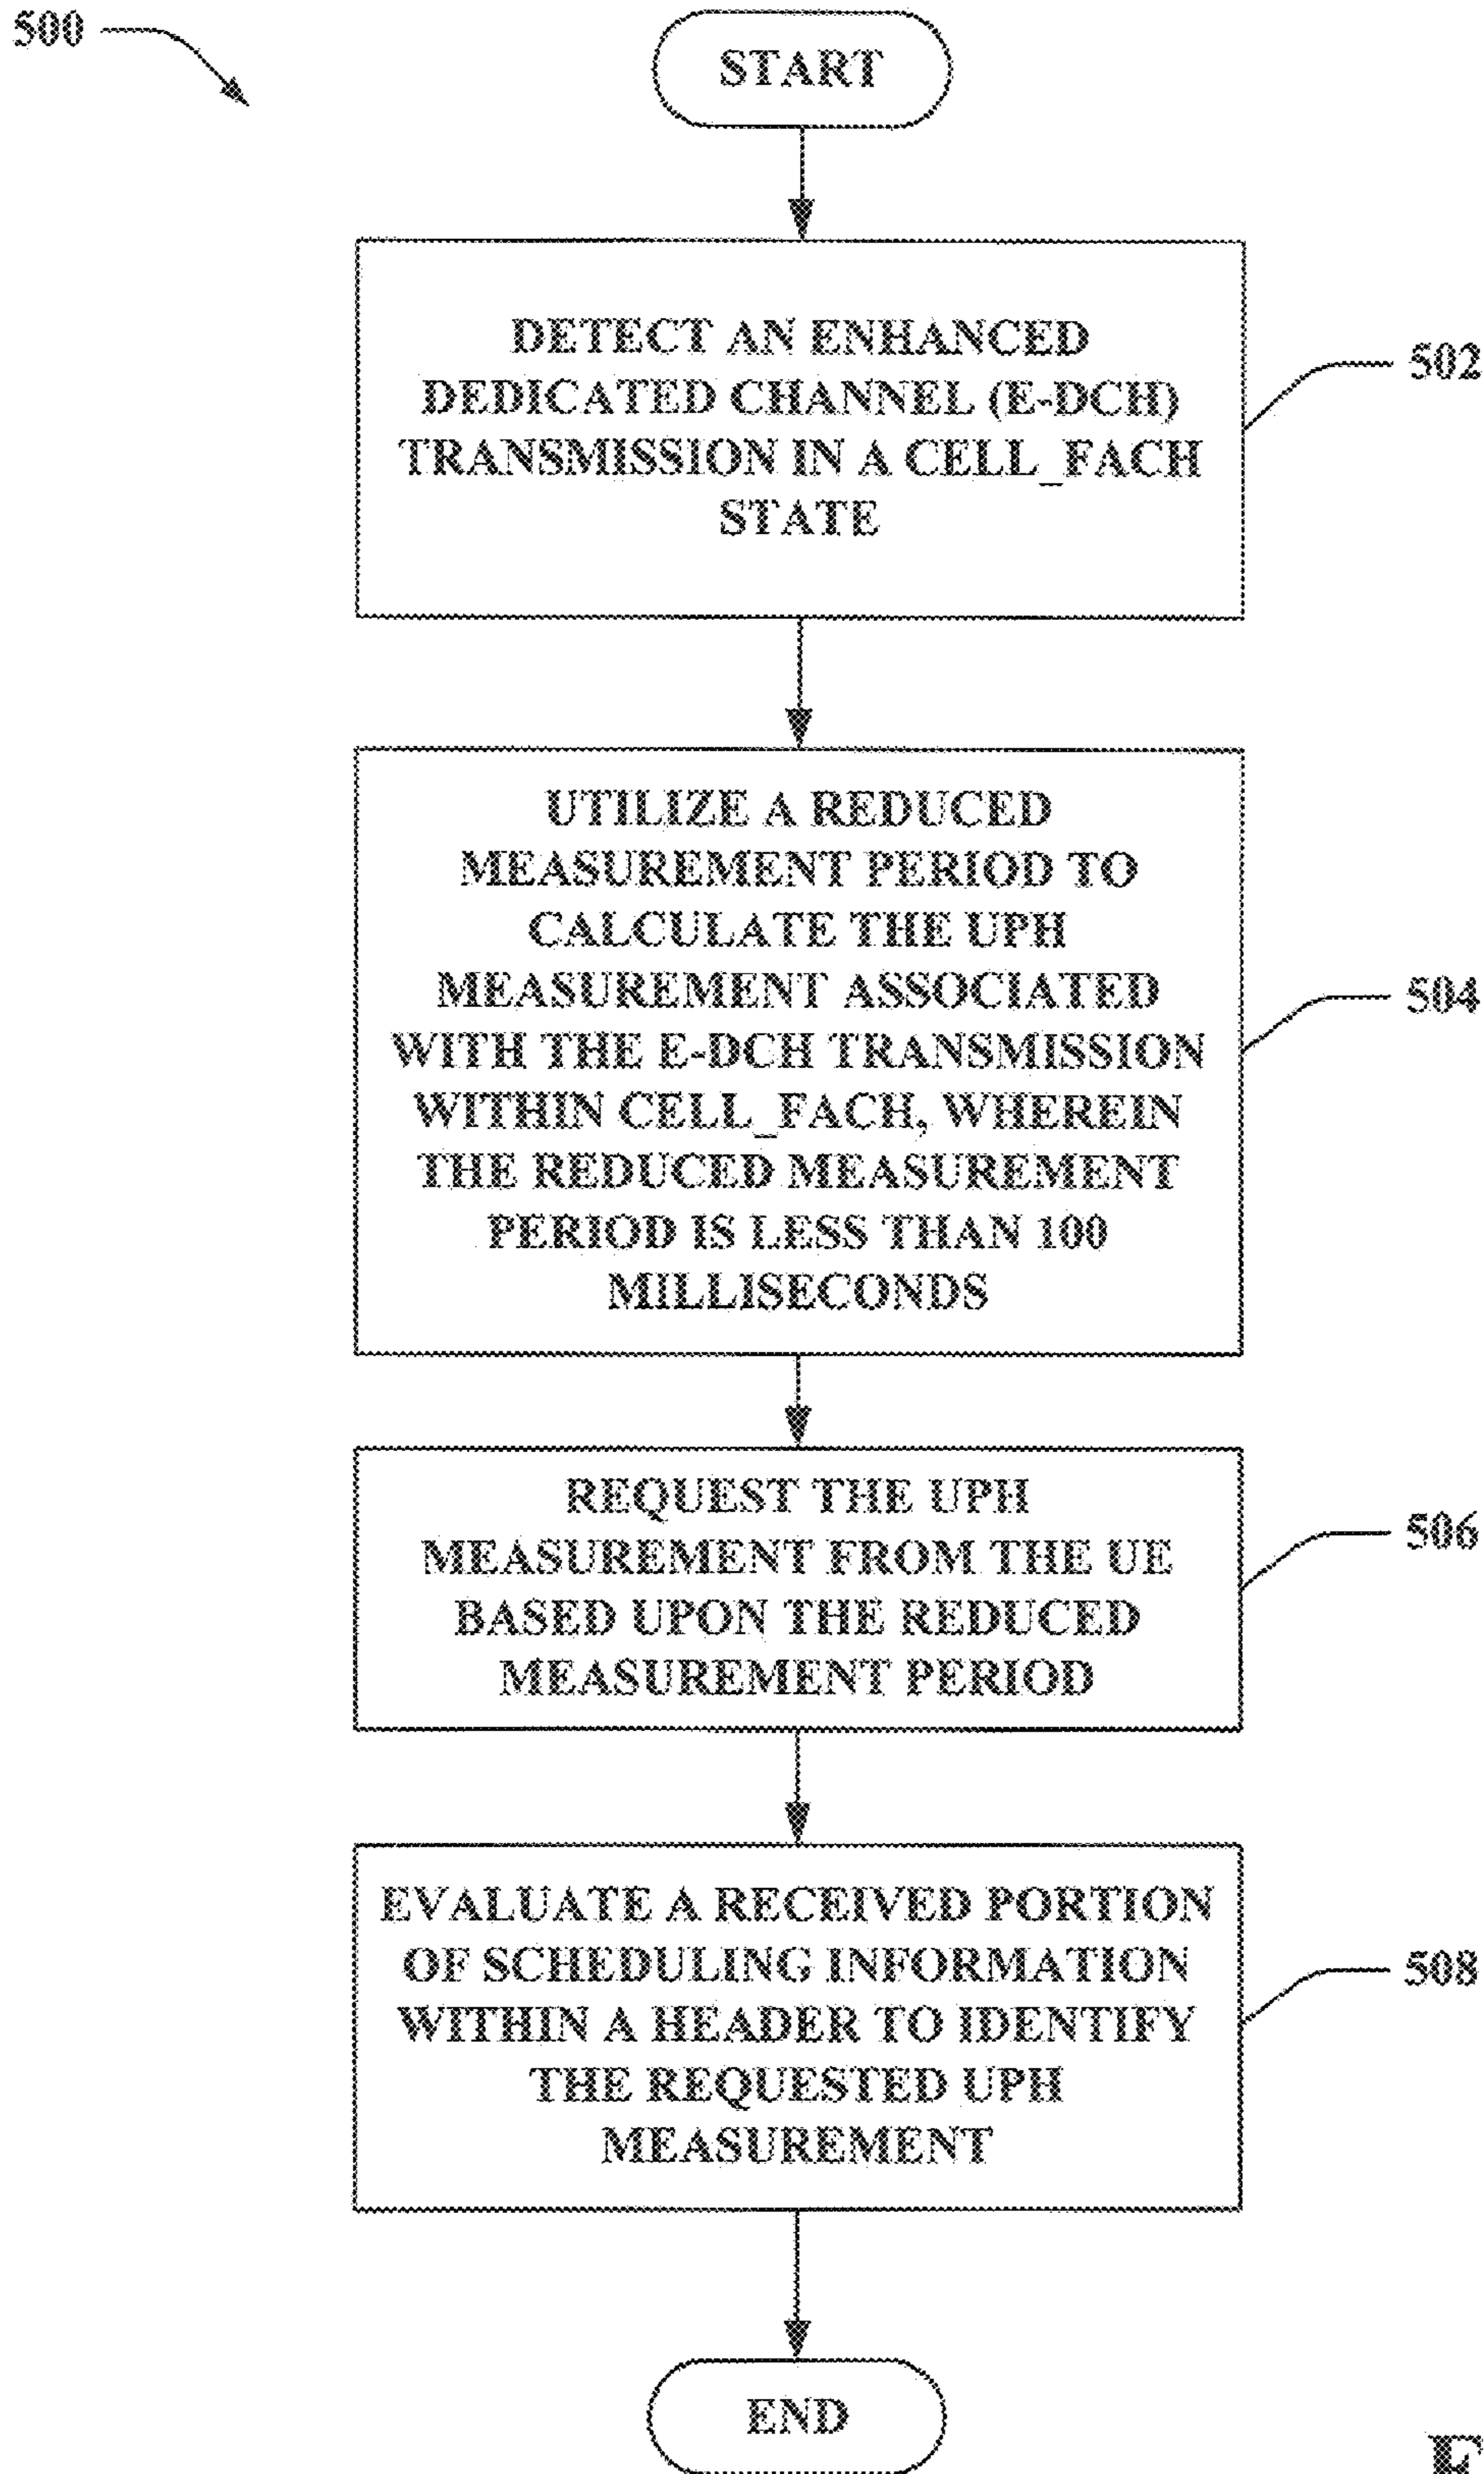 500
START
DETECT AN ENHANCED
DEDICATED CHANNEL (E-DCH)
TRANSMISSION IN A CELL_FACH
STATE
502
UTILIZE A REDUCED
MEASUREMENT PERIOD TO
CALCULATE THE UPH
MEASUREMENT ASSOCIATED
WITH THE E-DCH TRANSMISSION
WITHIN CELL_FACH, WHEREIN
THE REDUCED MEASUREMENT
PERIOD IS LESS THAN 100
MILLISECONDS
504
REQUEST THE UPH
MEASUREMENT FROM THE UE
BASED UPON THE REDUCED
MEASUREMENT PERIOD
506
EVALUATE A RECEIVED PORTION
OF SCHEDULING INFORMATION
WITHIN A HEADER TO IDENTIFY
THE REQUESTED UPH
MEASUREMENT
508
END